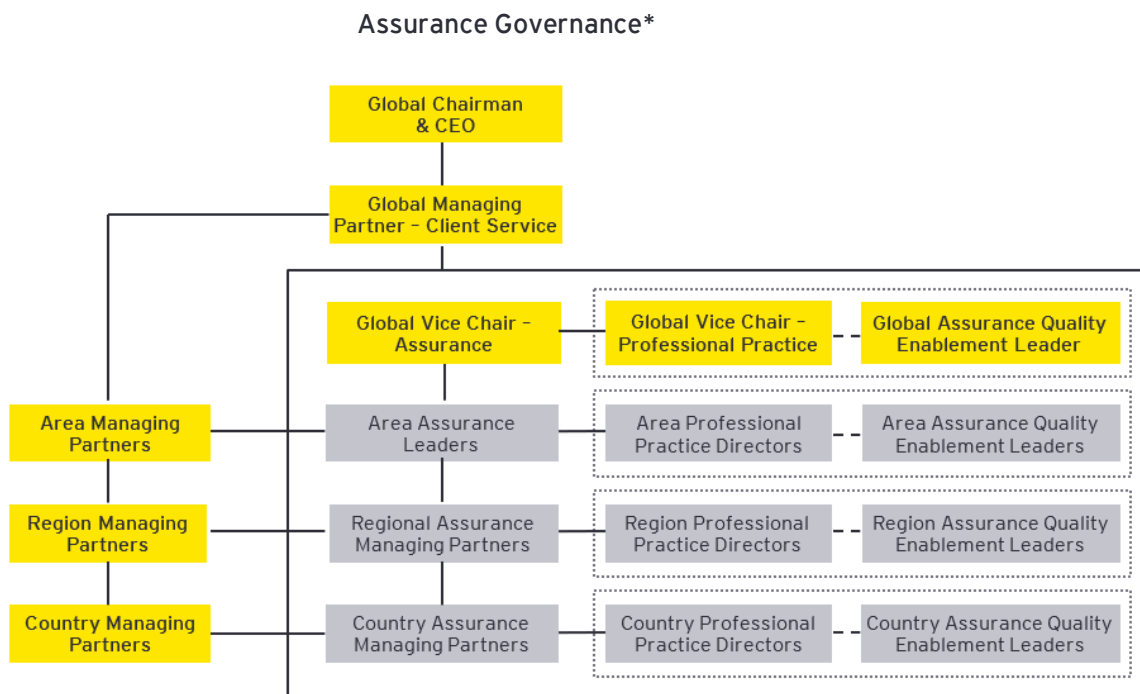 Assurance Governance*
Global Chairman
& CEO
Global Managing
Partner – Client Service
Global Vice Chair –
Assurance
Global Vice Chair –
Professional Practice
Global Assurance Quality
Enablement Leader
Area Managing
Partners
Area Assurance
Leaders
Area Professional
Practice Directors
Area Assurance Quality
Enablement Leaders
Region Managing
Partners
Regional Assurance
Managing Partners
Region Professional
Practice Directors
Region Assurance Quality
Enablement Leaders
Country Managing
Partners
Country Assurance
Managing Partners
Country Professional
Practice Directors
Country Assurance Quality
Enablement Leaders